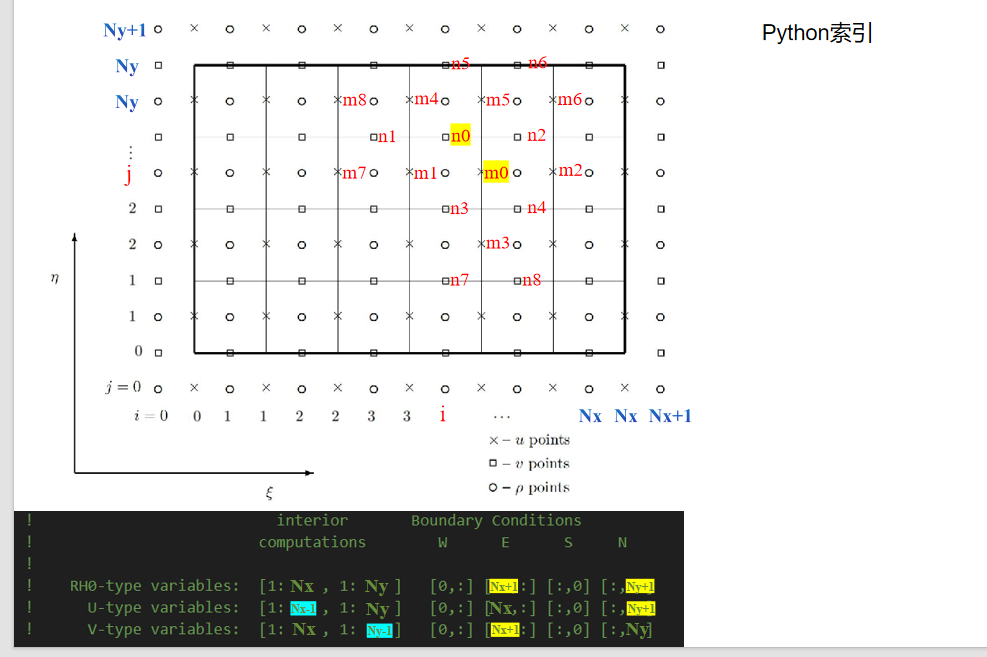 Python索引
Ny+1
Ny n5 n6
Ny m8 m4 m5 m6
n1 n0 n2
⋮
j m7 m1 m0 m2
2 n3 n4
2 m3
η 1 n7 n8
1
0
j = 0
i = 0 0 1 1 2 2 3 3 i ... Nx Nx Nx+1
× – u points
□ – v points
○ – ρ points
ξ
! interior Boundary Conditions
! computations W E S N
!
! RHO-type variables: [1: Nx , 1: Ny ] [0,:] [Nx+1:] [:,0] [:,Ny+1
! U-type variables: [1: Nx-1 , 1: Ny ] [0,:] [Nx,:] [:,0] [:,Ny+1
! V-type variables: [1: Nx , 1: Ny-1] [0,:] [Nx+1:] [:,0] [:,Ny]